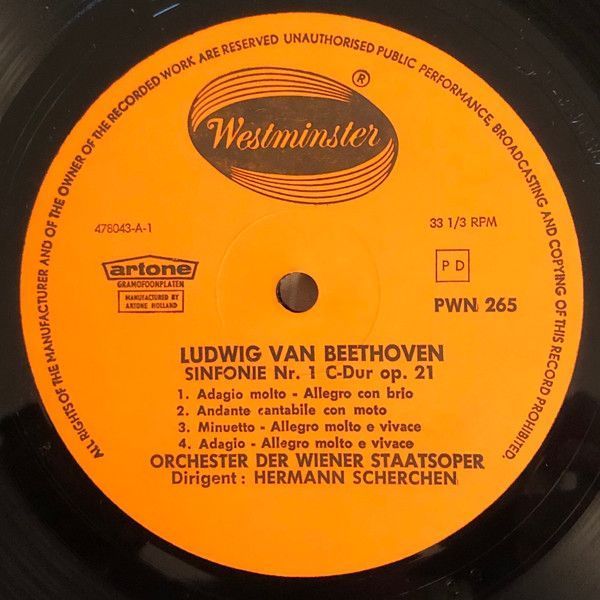 ALL RIGHTS OF THE MANUFACTURER AND OF THE OWNER OF THE RECORDED WORK ARE RESERVED UNAUTHORISED PUBLIC PERFORMANCE, BROADCASTING AND COPYING OF THIS RECORD PROHIBITED.
®
Westminster
478043-A-1
33 1/3 RPM
artone
GRAMOFOONPLATEN
MANUFACTURED BY
ARTONE HOLLAND
P D
PWN 265
LUDWIG VAN BEETHOVEN
SINFONIE Nr. 1 C-Dur op. 21
1. Adagio molto - Allegro con brio
2. Andante cantabile con moto
3. Minuetto - Allegro molto e vivace
4. Adagio - Allegro molto e vivace
ORCHESTER DER WIENER STAATSOPER
Dirigent: HERMANN SCHERCHEN